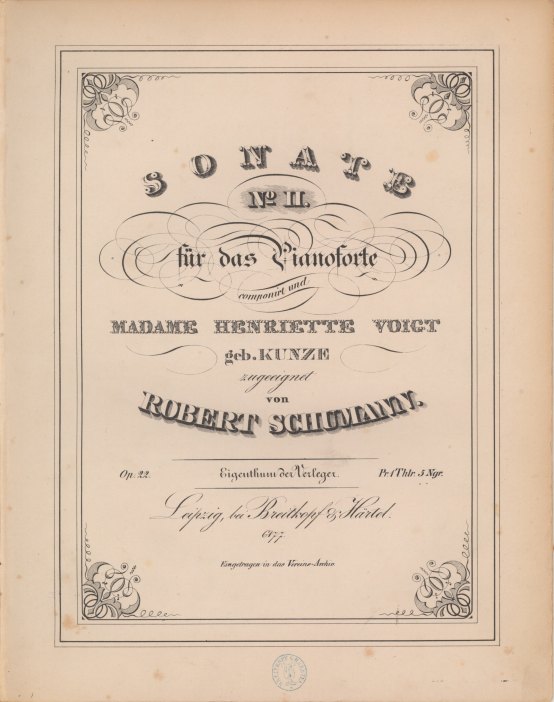 SONATE
No II.
für das Pianoforte
componirt und
MADAME HENRIETTE VOIGT
geb. KUNZE
zugeeignet
von
ROBERT SCHUMANN.
Op. 22. Eigenthum der Verleger. Pr. 1 Thlr. 5 Ngr.
Leipzig, bei Breitkopf & Härtel.
6077.
Eingetragen in das Vereins-Archiv.